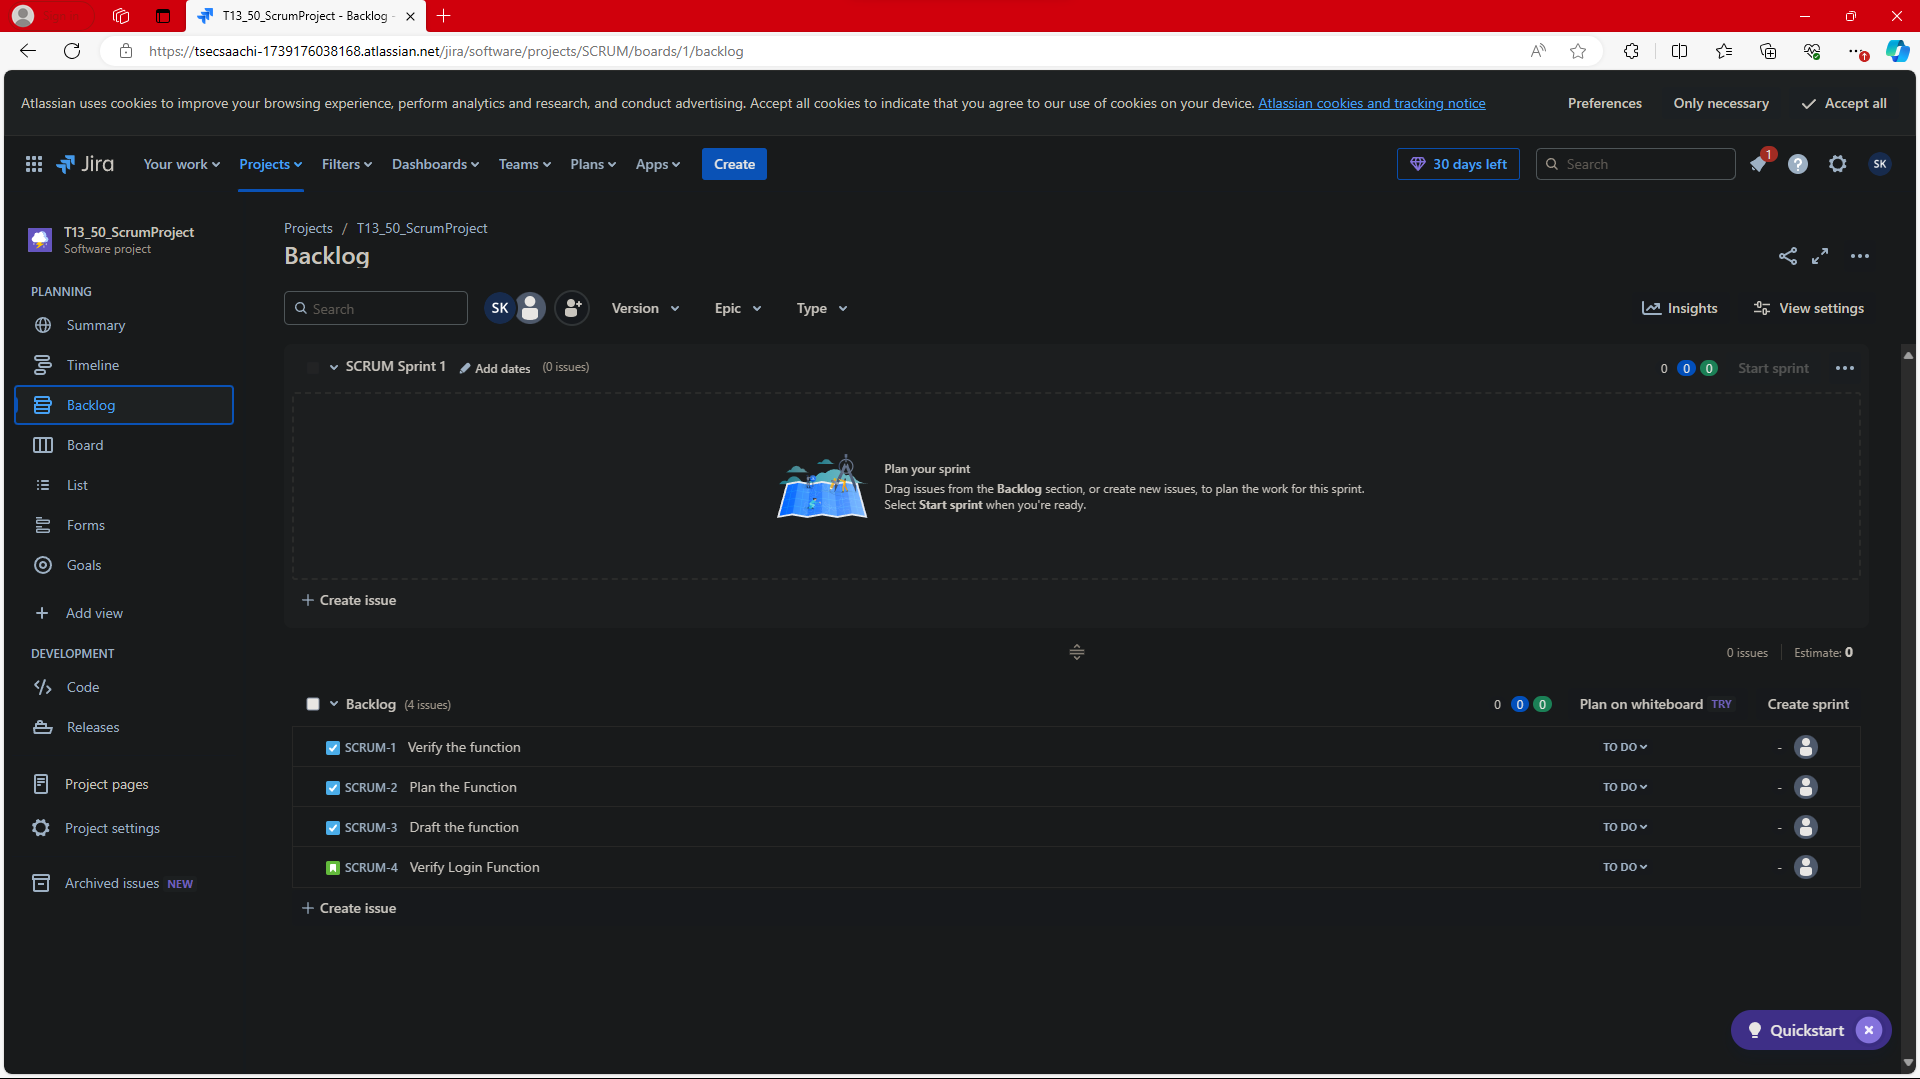 T13_50_ScrumProject - Backlog -
https://tsecsaachi-1739176038168.atlassian.net/jira/software/projects/SCRUM/boards/1/backlog
Atlassian uses cookies to improve your browsing experience, perform analytics and research, and conduct advertising. Accept all cookies to indicate that you agree to our use of cookies on your device. Atlassian cookies and tracking notice
Preferences Only necessary Accept all
Jira Your work Projects Filters Dashboards Teams Plans Apps Create 30 days left Search 1 SK
T13_50_ScrumProject
Software project
PLANNING
Summary
Timeline
Backlog
Board
List
Forms
Goals
Add view
DEVELOPMENT
Code
Releases
Project pages
Project settings
Archived issues NEW
Projects / T13_50_ScrumProject
Backlog
Search SK Version Epic Type Insights View settings
SCRUM Sprint 1 Add dates (0 issues) 0 0 0 Start sprint
Plan your sprint
Drag issues from the Backlog section, or create new issues, to plan the work for this sprint.
Select Start sprint when you're ready.
+ Create issue
0 issues Estimate: 0
Backlog (4 issues) 0 0 0 Plan on whiteboard TRY Create sprint
SCRUM-1 Verify the function TO DO -
SCRUM-2 Plan the Function TO DO -
SCRUM-3 Draft the function TO DO -
SCRUM-4 Verify Login Function TO DO -
+ Create issue
Quickstart